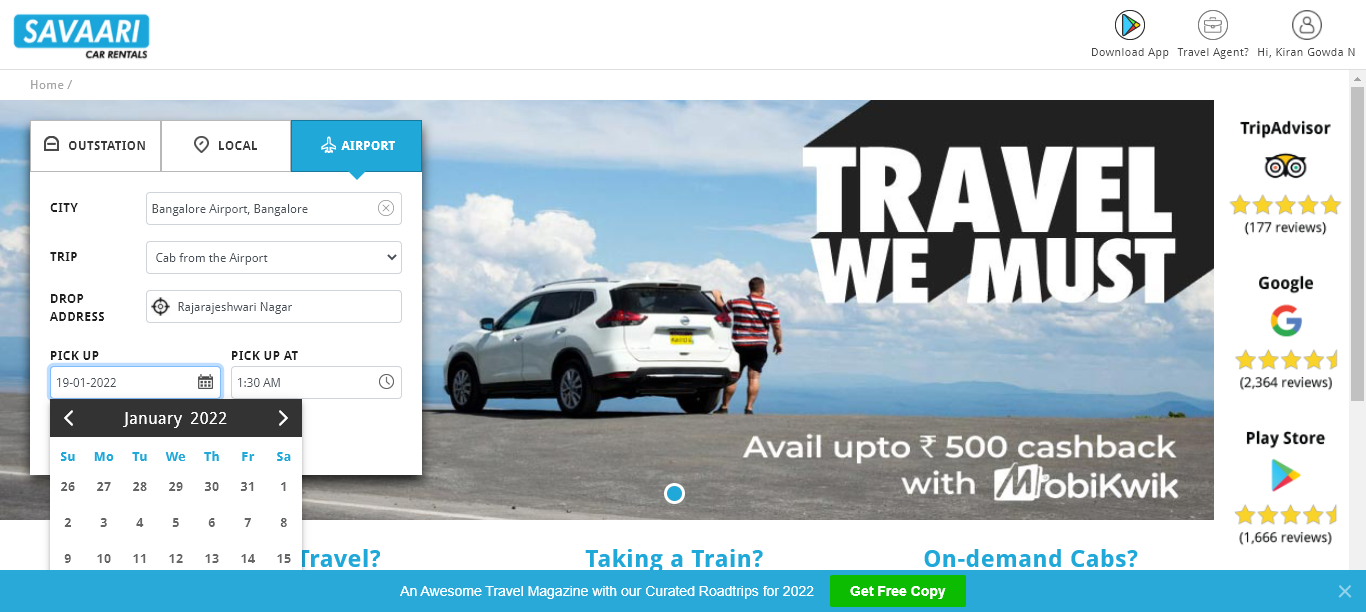 SAVAARI
CAR RENTALS
Download App
Travel Agent?
Hi, Kiran Gowda N
Home /
OUTSTATION
LOCAL
AIRPORT
CITY
Bangalore Airport, Bangalore
TRIP
Cab from the Airport
DROP
ADDRESS
Rajarajeshwari Nagar
PICK UP
PICK UP AT
19-01-2022
1:30 AM
January 2022
Su Mo Tu We Th Fr Sa
26 27 28 29 30 31 1
2 3 4 5 6 7 8
9 10 11 12 13 14 15
TRAVEL
WE MUST
Avail upto ₹ 500 cashback
with MobiKwik
TripAdvisor
(177 reviews)
Google
(2,364 reviews)
Play Store
(1,666 reviews)
Travel?
Taking a Train?
On-demand Cabs?
An Awesome Travel Magazine with our Curated Roadtrips for 2022
Get Free Copy